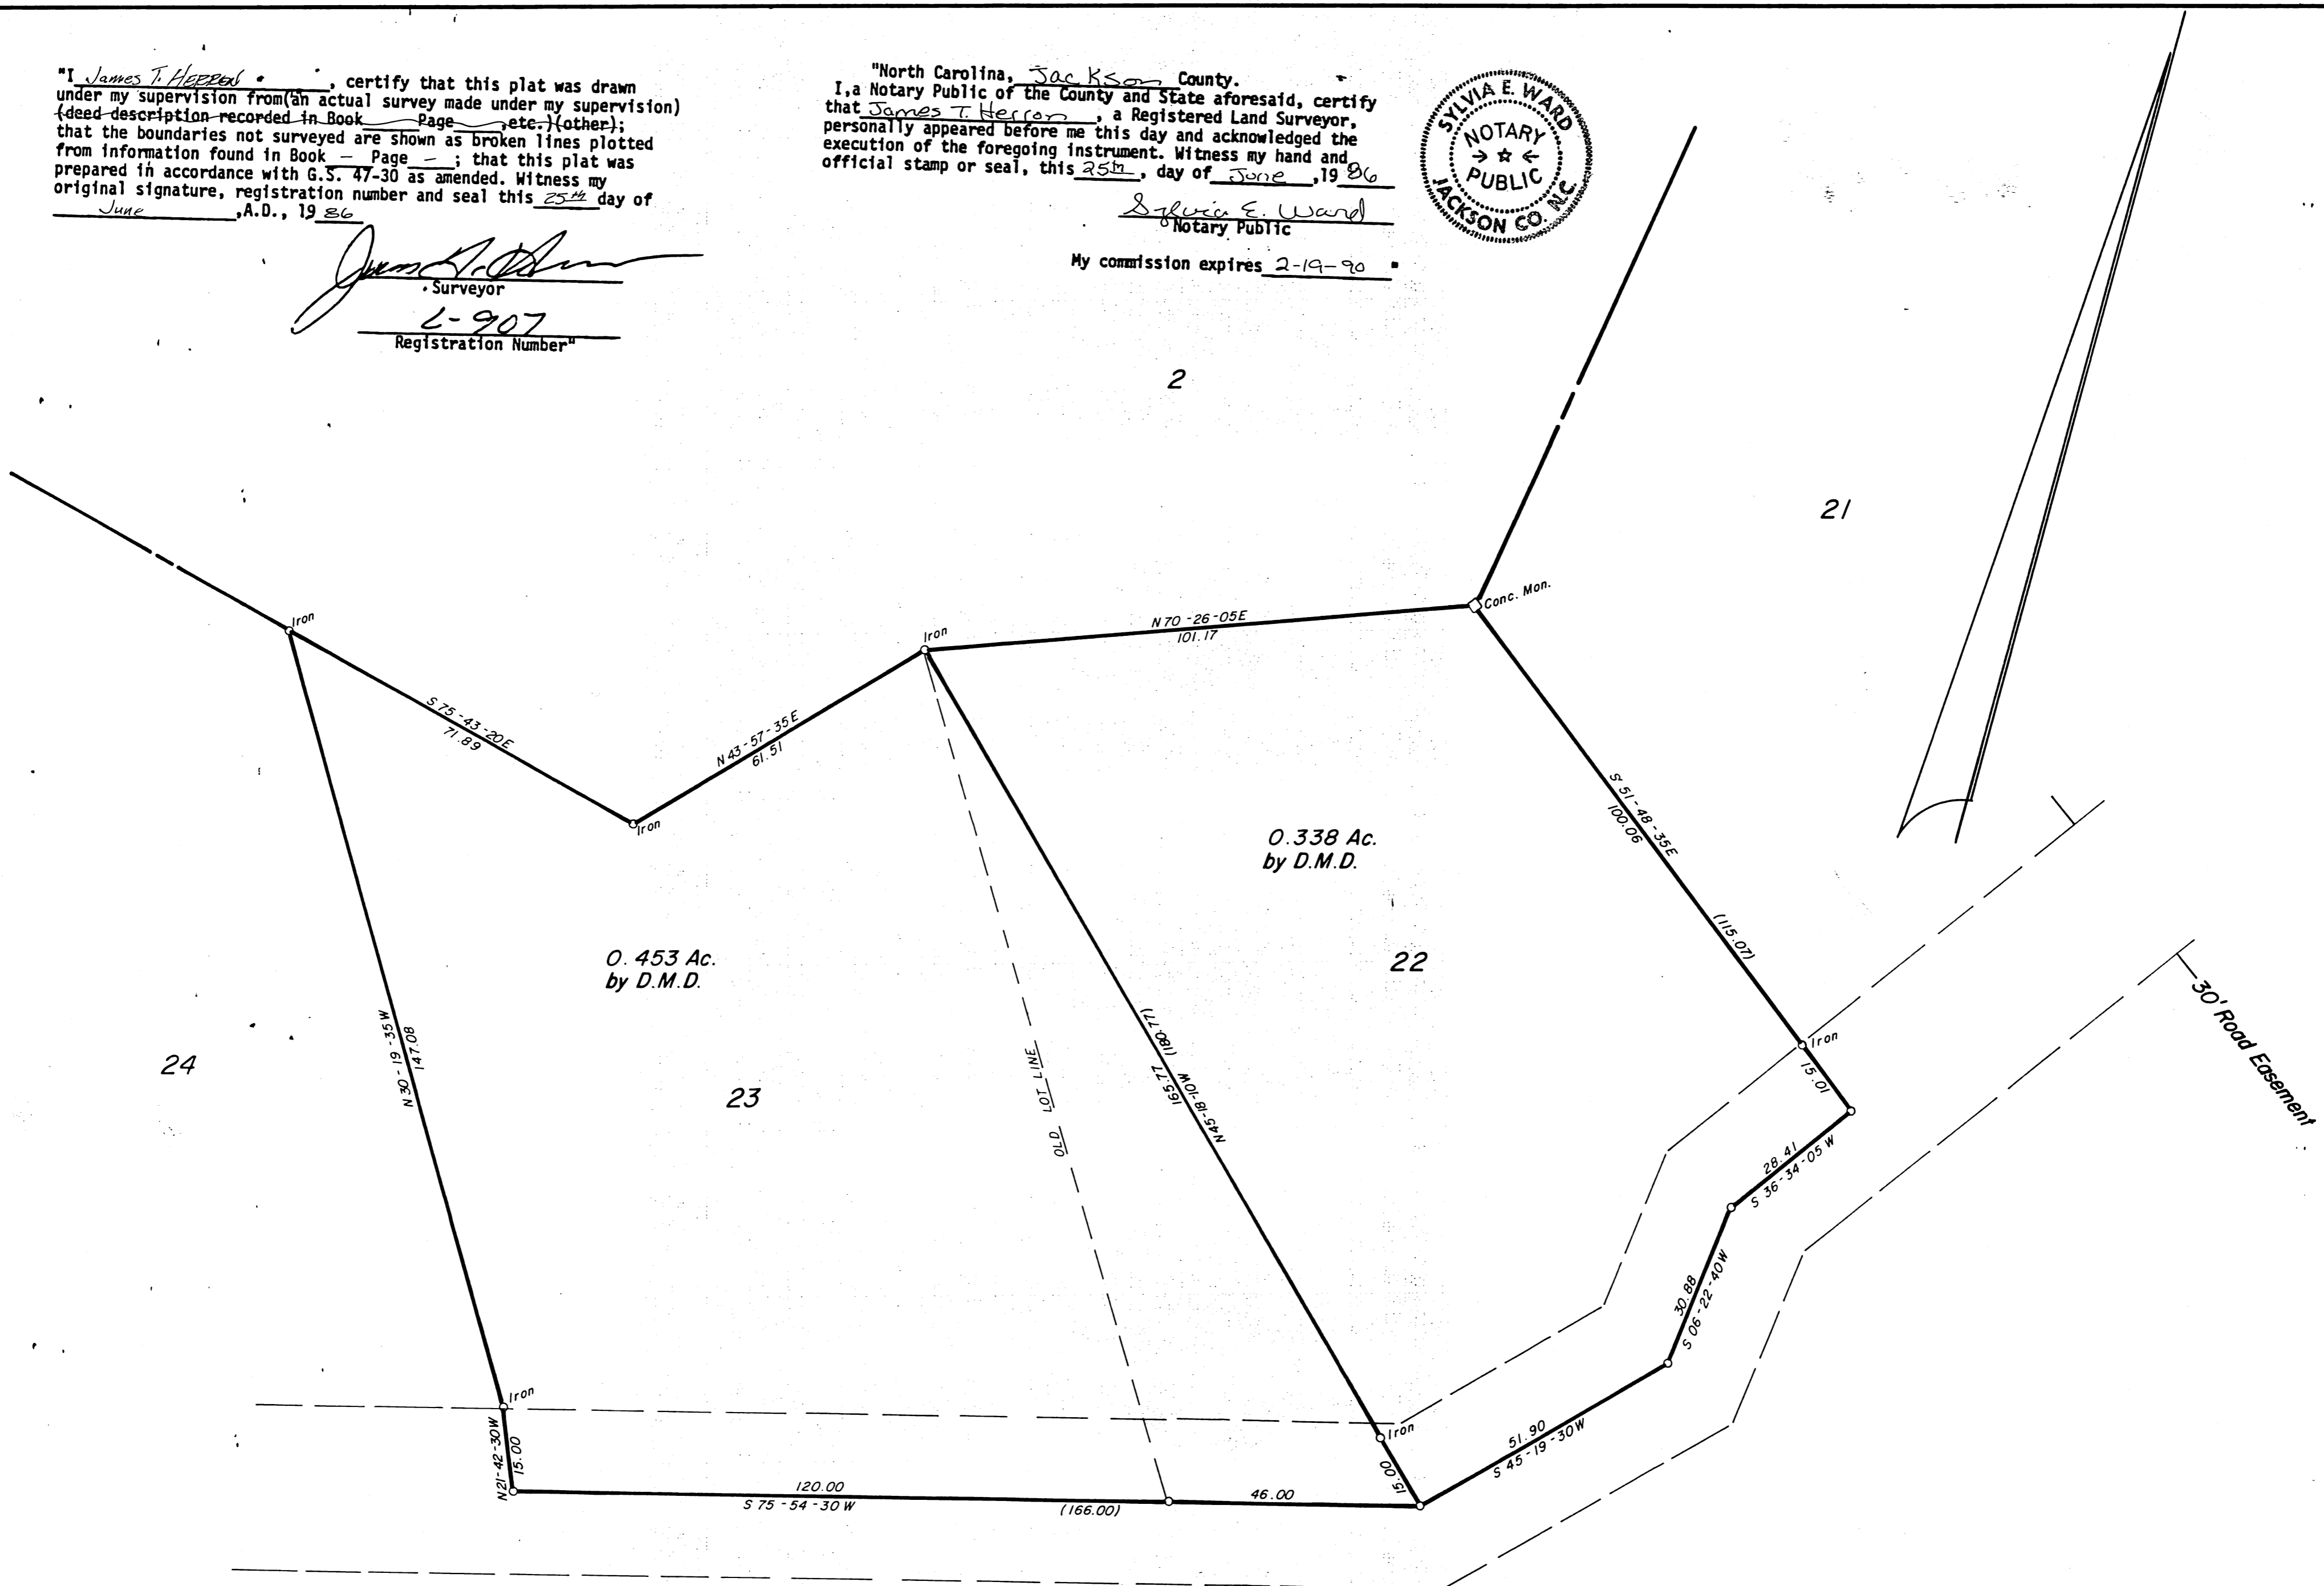 "I James T. HERREN, certify that this plat was drawn
under my supervision from(an actual survey made under my supervision)
(deed description recorded in Book Page ,etc.)(other);
that the boundaries not surveyed are shown as broken lines plotted
from information found in Book — Page — ; that this plat was
prepared in accordance with G.S. 47-30 as amended. Witness my
original signature, registration number and seal this 25th day of
June ,A.D., 19 86
Surveyor
L-907
Registration Number"
"North Carolina, Jackson County.
I,a Notary Public of the County and State aforesaid, certify
that James T. Herron , a Registered Land Surveyor,
personally appeared before me this day and acknowledged the
execution of the foregoing instrument. Witness my hand and
official stamp or seal, this 25th , day of June ,19 86
Sylvia E. Ward
Notary Public
My commission expires 2-19-90 "
SYLVIA E. WARD
NOTARY
PUBLIC
JACKSON CO. N.C.
2
21
Iron
Iron
N 70-26-05E
101.17
Conc. Mon.
S 75-43-20E
71.89
N 43-57-35E
61.51
Iron
S 51-48-35E
100.06
(115.07)
0.338 Ac.
by D.M.D.
22
0.453 Ac.
by D.M.D.
23
24
N 30-19-35 W
147.08
OLD LOT LINE
(180.77)
165.77
N45-18-10W
Iron
15.01
30' Road Easement
28.41
S 36-34-05 W
30.88
S 06-22-40W
51.90
S 45-19-30W
Iron
15.00
Iron
N21-42-30W
15.00
120.00
S 75-54-30 W
(166.00)
46.00